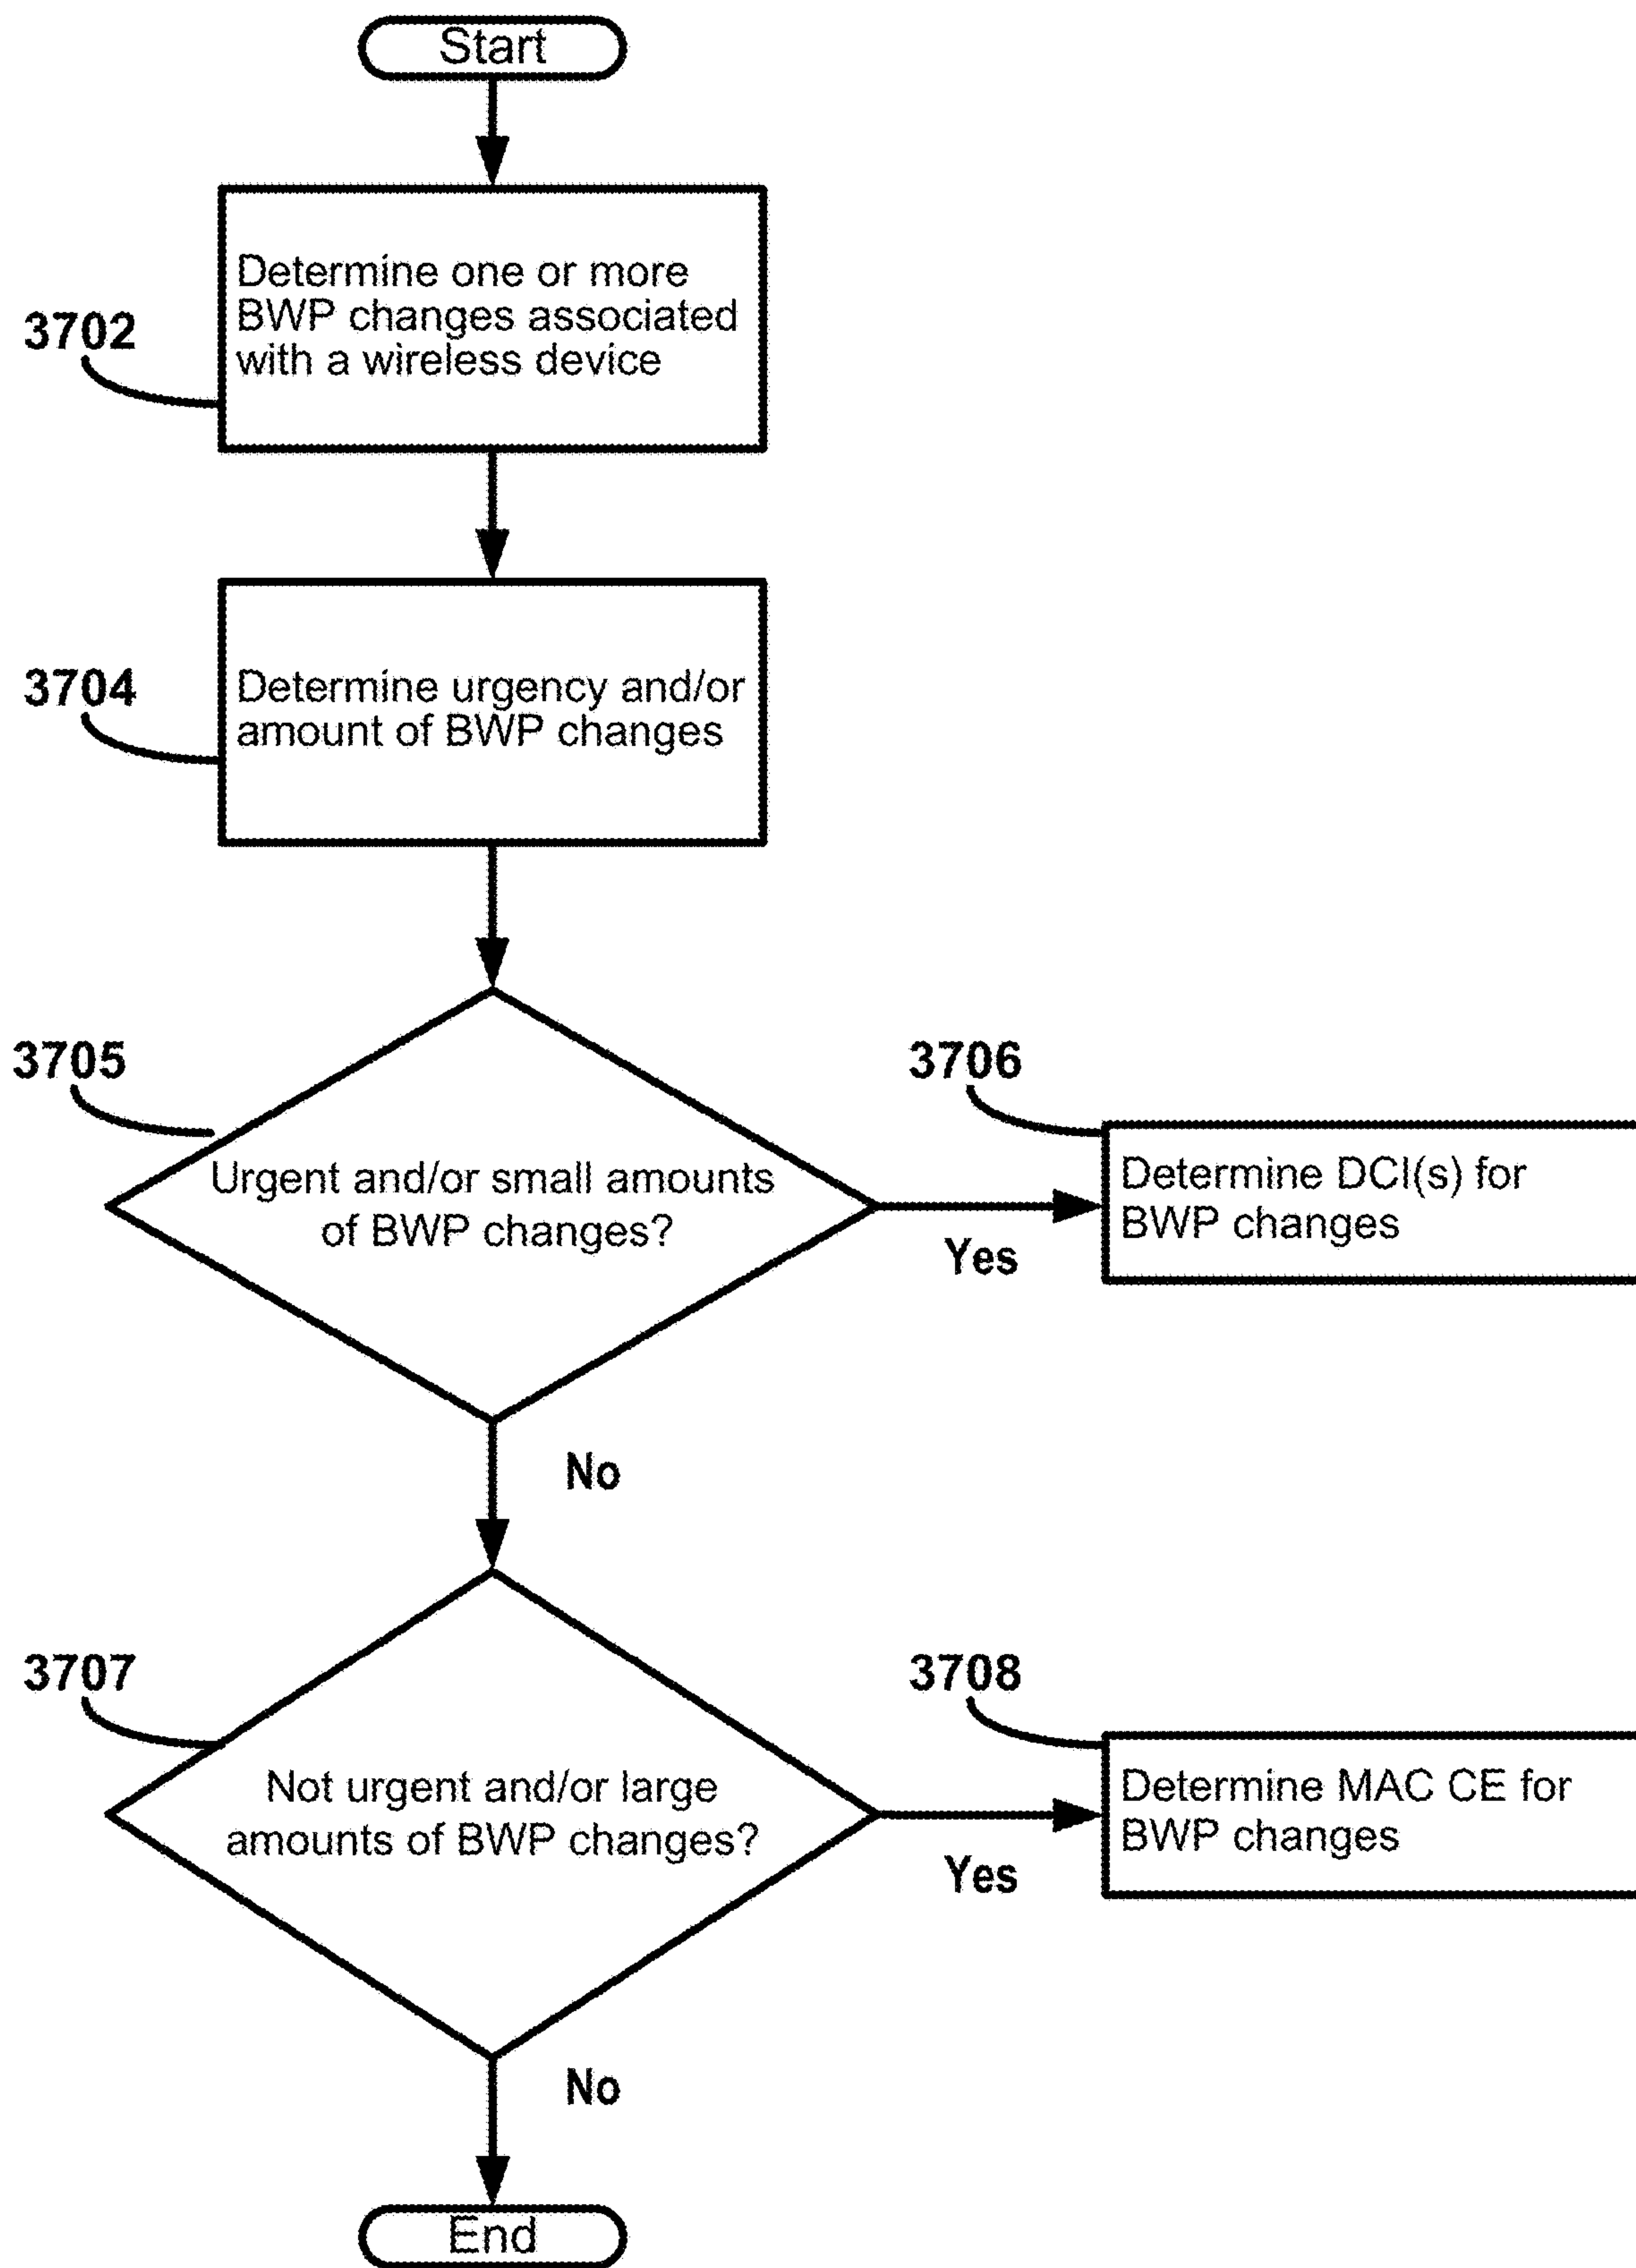 Start
3702
Determine one or more
BWP changes associated
with a wireless device
3704
Determine urgency and/or
amount of BWP changes
3705
Urgent and/or small amounts
of BWP changes?
Yes
3706
Determine DCI(s) for
BWP changes
No
3707
Not urgent and/or large
amounts of BWP changes?
Yes
3708
Determine MAC CE for
BWP changes
No
End